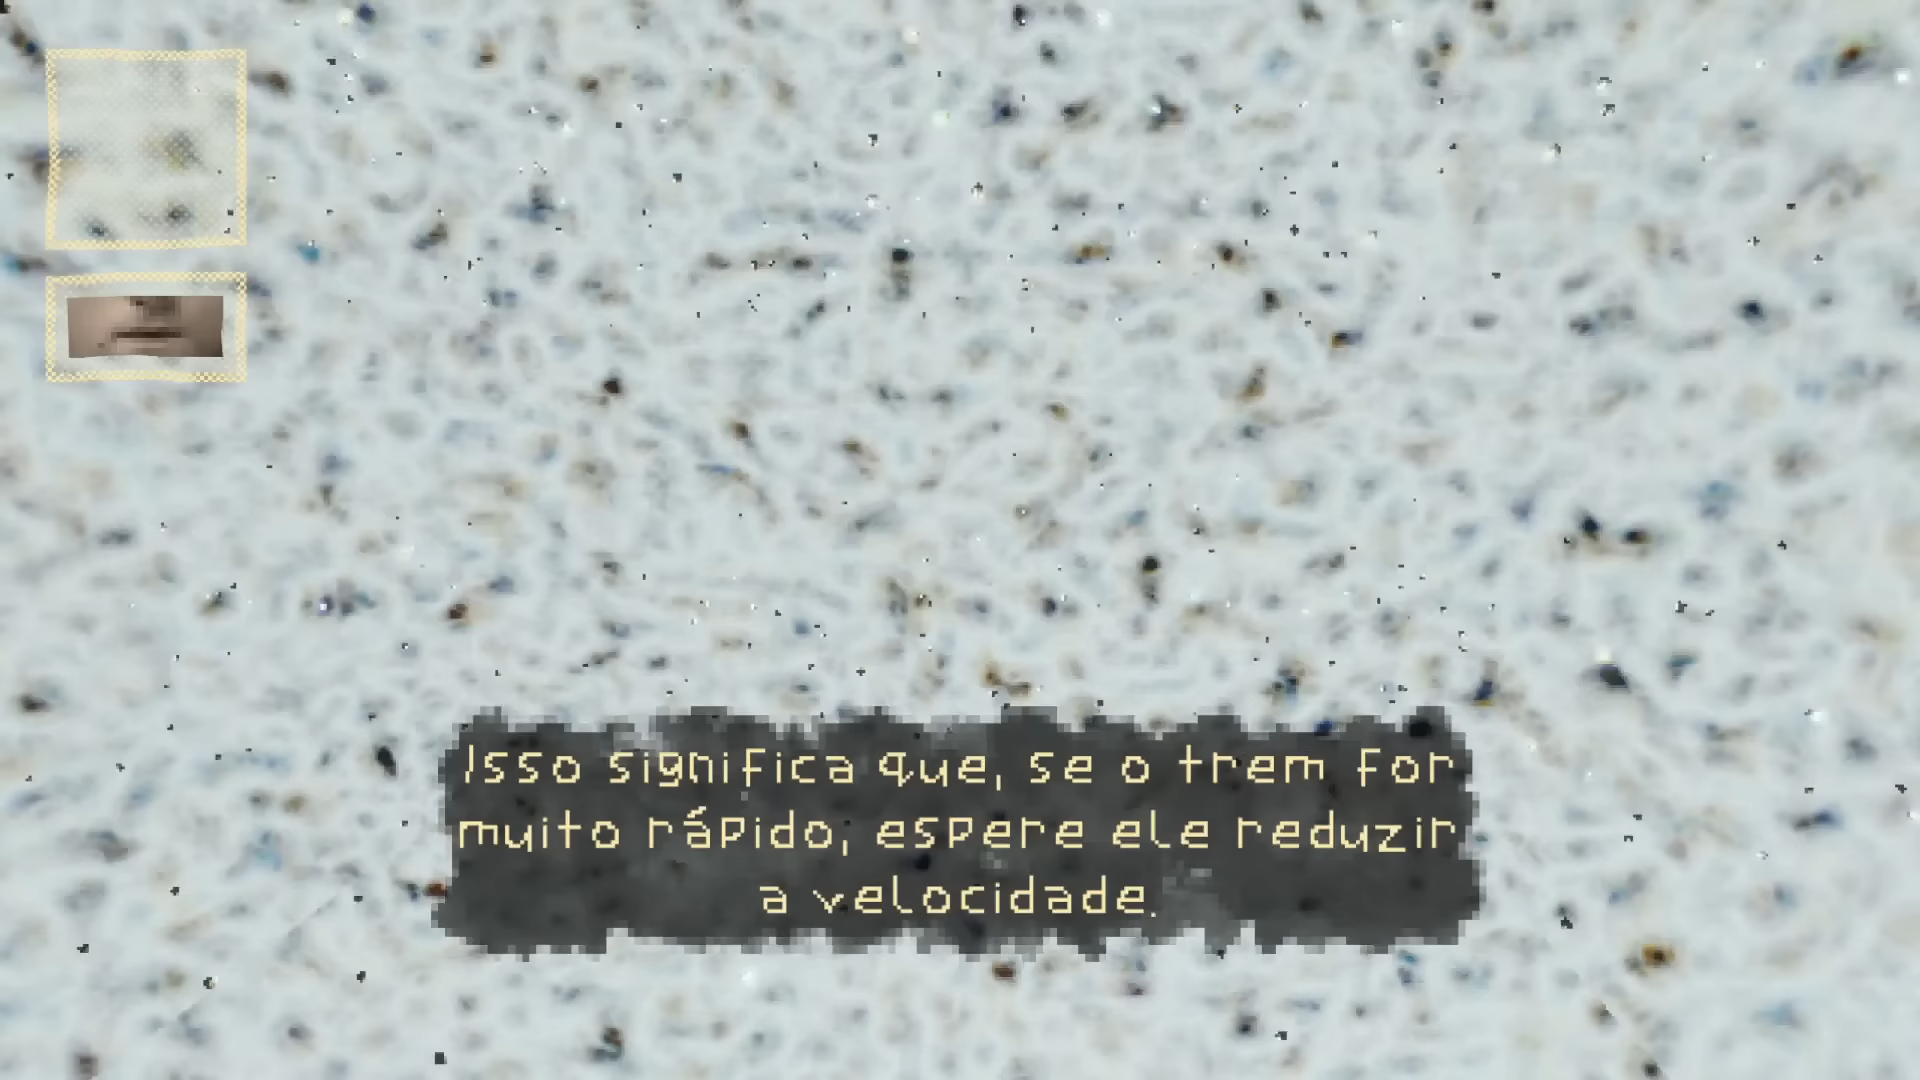 Isso significa que, se o trem for
muito rápido, espere ele reduzir
a velocidade.